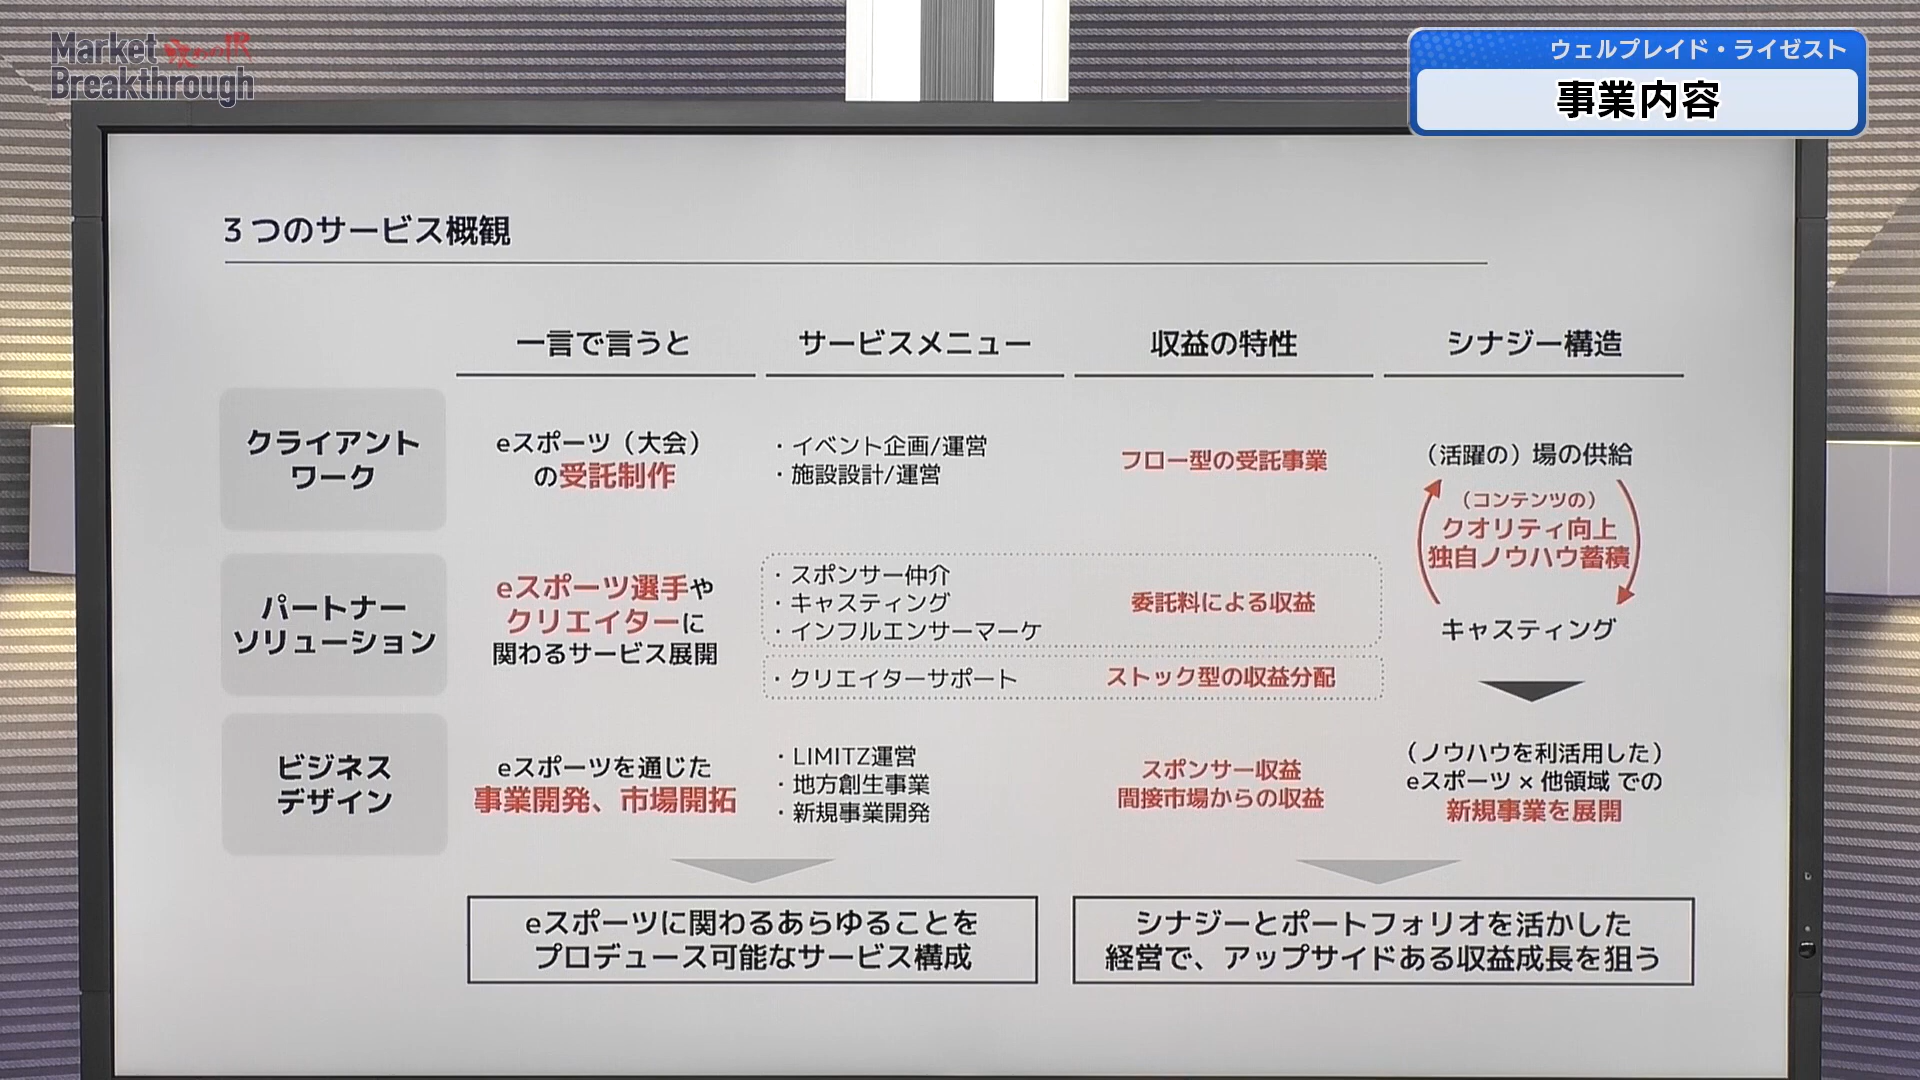 Market 攻めのIR
Breakthrough
ウェルプレイド・ライゼスト
事業内容
3つのサービス概観
一言で言うと
サービスメニュー
収益の特性
シナジー構造
クライアント
ワーク
eスポーツ（大会）
の受託制作
・イベント企画/運営
・施設設計/運営
フロー型の受託事業
（活躍の）場の供給
（コンテンツの）
クオリティ向上
独自ノウハウ蓄積
キャスティング
パートナー
ソリューション
eスポーツ選手や
クリエイターに
関わるサービス展開
・スポンサー仲介
・キャスティング
・インフルエンサーマーケ
委託料による収益
・クリエイターサポート
ストック型の収益分配
ビジネス
デザイン
eスポーツを通じた
事業開発、市場開拓
・LIMITZ運営
・地方創生事業
・新規事業開発
スポンサー収益
間接市場からの収益
（ノウハウを利活用した）
eスポーツ × 他領域 での
新規事業を展開
eスポーツに関わるあらゆることを
プロデュース可能なサービス構成
シナジーとポートフォリオを活かした
経営で、アップサイドある収益成長を狙う